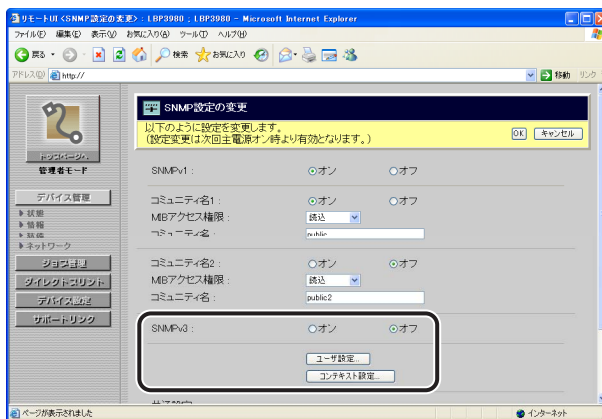 リモートUI <SNMP設定の変更> : LBP3980 : LBP3980 - Microsoft Internet Explorer
ファイル(F) 編集(E) 表示(V) お気に入り(A) ツール(T) ヘルプ(H)
戻る 検索 お気に入り
アドレス(D) http:// 移動 リンク
SNMP設定の変更
以下のように設定を変更します。
(設定変更は次回主電源オン時より有効となります。)
OK キャンセル
トップページへ
管理者モード
デバイス管理
状態
情報
ネットワーク
ジョブ管理
ダイレクトプリント
デバイス設定
サポートリンク
SNMPv1 : オン オフ
コミュニティ名1 : オン オフ
MIBアクセス権限 : 読込
コミュニティ名 : public
コミュニティ名2 : オン オフ
MIBアクセス権限 : 読込
コミュニティ名 : public2
SNMPv3 : オン オフ
ユーザ設定...
コンテキスト設定...
ページが表示されました インターネット